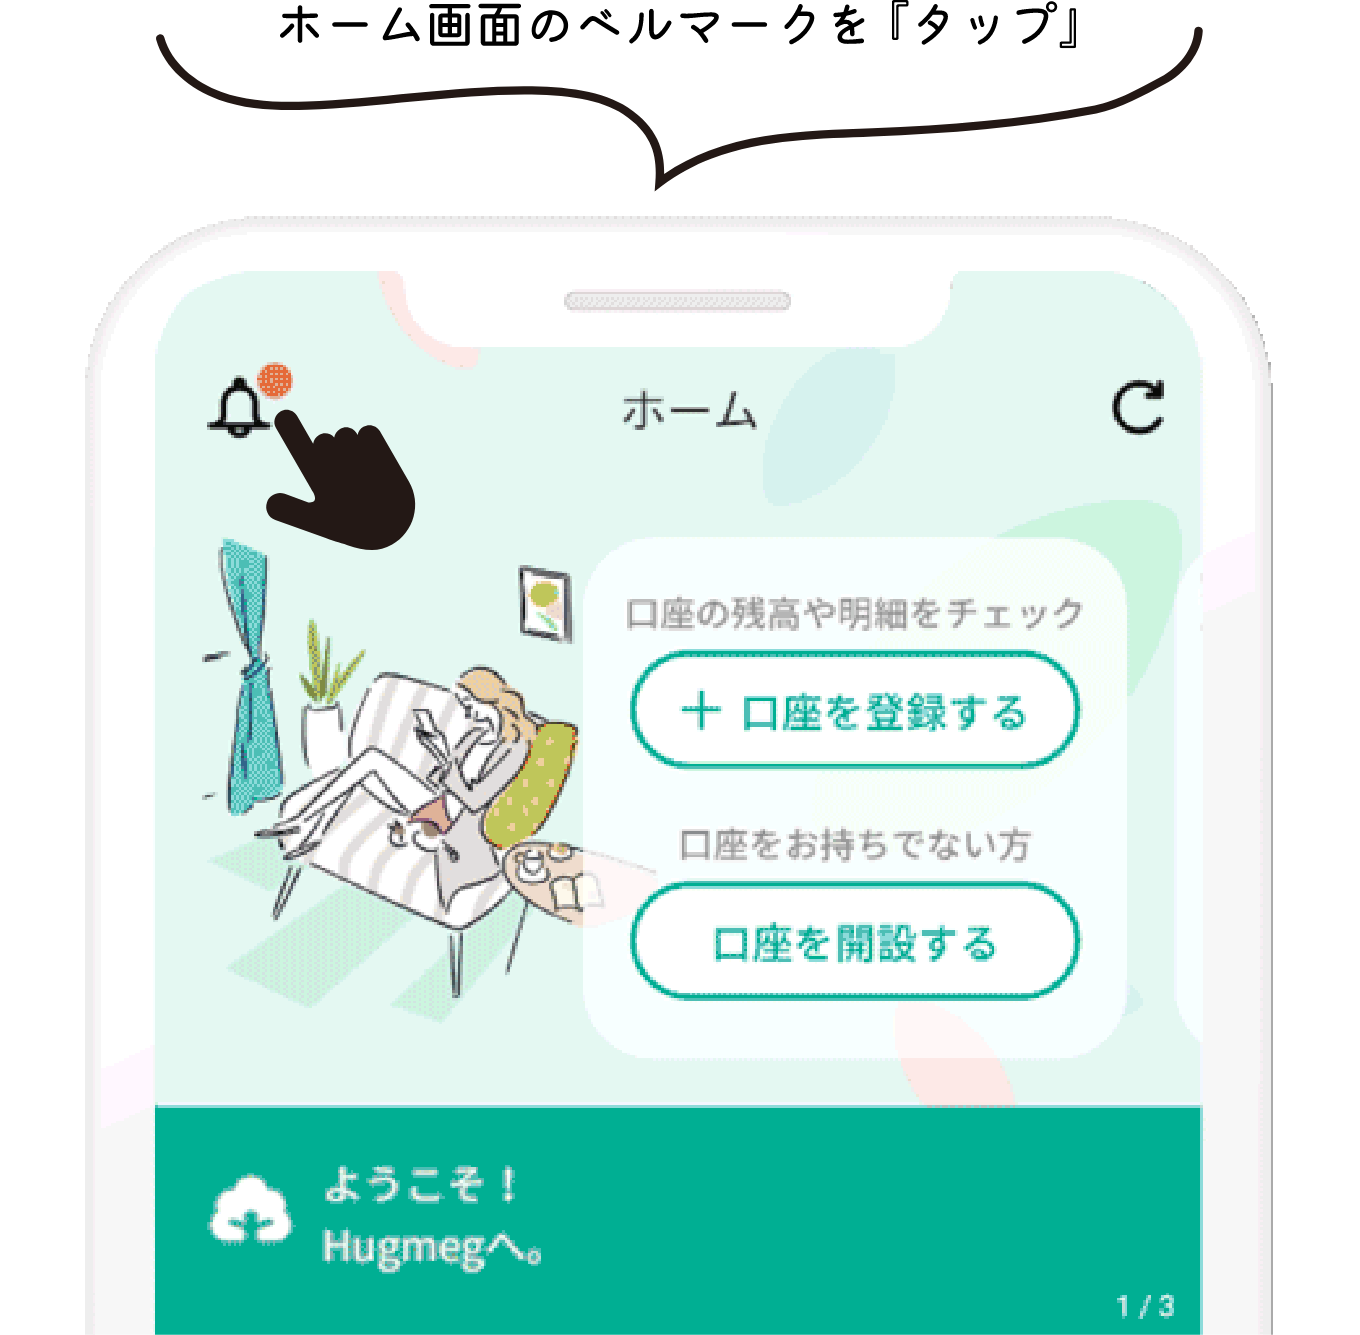 ホーム画面のベルマークを『タップ』
ホーム
口座の残高や明細をチェック
＋ 口座を登録する
口座をお持ちでない方
口座を開設する
ようこそ！
Hugmegへ。
1 / 3